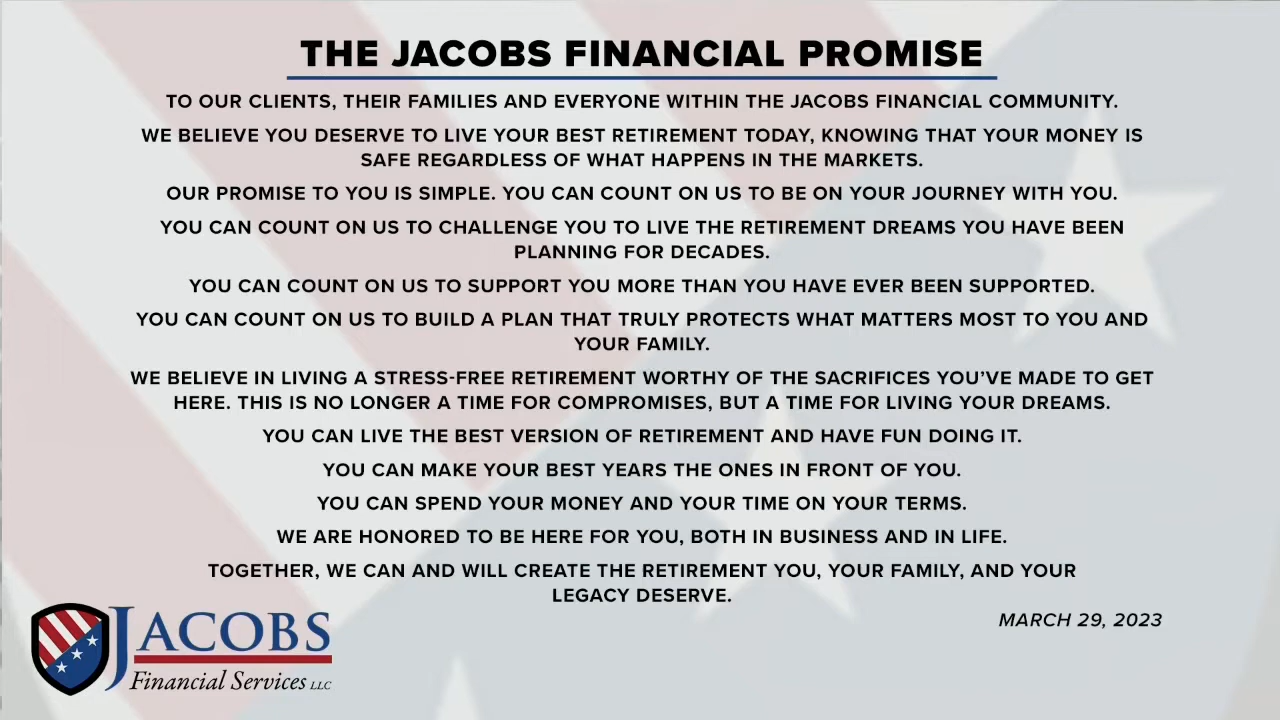 THE JACOBS FINANCIAL PROMISE
TO OUR CLIENTS, THEIR FAMILIES AND EVERYONE WITHIN THE JACOBS FINANCIAL COMMUNITY.
WE BELIEVE YOU DESERVE TO LIVE YOUR BEST RETIREMENT TODAY, KNOWING THAT YOUR MONEY IS
SAFE REGARDLESS OF WHAT HAPPENS IN THE MARKETS.
OUR PROMISE TO YOU IS SIMPLE. YOU CAN COUNT ON US TO BE ON YOUR JOURNEY WITH YOU.
YOU CAN COUNT ON US TO CHALLENGE YOU TO LIVE THE RETIREMENT DREAMS YOU HAVE BEEN
PLANNING FOR DECADES.
YOU CAN COUNT ON US TO SUPPORT YOU MORE THAN YOU HAVE EVER BEEN SUPPORTED.
YOU CAN COUNT ON US TO BUILD A PLAN THAT TRULY PROTECTS WHAT MATTERS MOST TO YOU AND
YOUR FAMILY.
WE BELIEVE IN LIVING A STRESS-FREE RETIREMENT WORTHY OF THE SACRIFICES YOU'VE MADE TO GET
HERE. THIS IS NO LONGER A TIME FOR COMPROMISES, BUT A TIME FOR LIVING YOUR DREAMS.
YOU CAN LIVE THE BEST VERSION OF RETIREMENT AND HAVE FUN DOING IT.
YOU CAN MAKE YOUR BEST YEARS THE ONES IN FRONT OF YOU.
YOU CAN SPEND YOUR MONEY AND YOUR TIME ON YOUR TERMS.
WE ARE HONORED TO BE HERE FOR YOU, BOTH IN BUSINESS AND IN LIFE.
TOGETHER, WE CAN AND WILL CREATE THE RETIREMENT YOU, YOUR FAMILY, AND YOUR
LEGACY DESERVE.
MARCH 29, 2023
JACOBS
Financial Services LLC